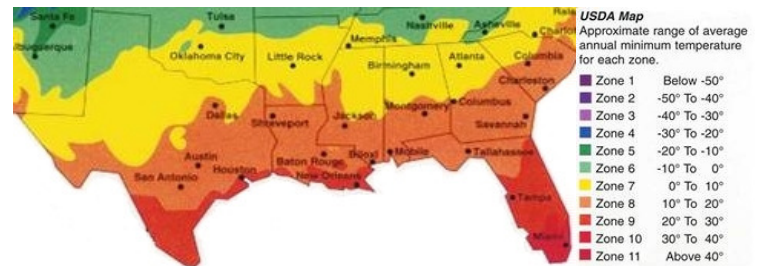 Santa Fe
Tulsa
Nashville
Asheville
Albuquerque
Oklahoma City
Little Rock
Memphis
Birmingham
Atlanta
Columbia
Charleston
Dallas
Shreveport
Jackson
Montgomery
Columbus
Savannah
Austin
San Antonio
Houston
Baton Rouge
New Orleans
Biloxi
Mobile
Tallahassee
Tampa
Miami
USDA Map
Approximate range of average
annual minimum temperature
for each zone.
Zone 1 Below -50°
Zone 2 -50° To -40°
Zone 3 -40° To -30°
Zone 4 -30° To -20°
Zone 5 -20° To -10°
Zone 6 -10° To 0°
Zone 7 0° To 10°
Zone 8 10° To 20°
Zone 9 20° To 30°
Zone 10 30° To 40°
Zone 11 Above 40°